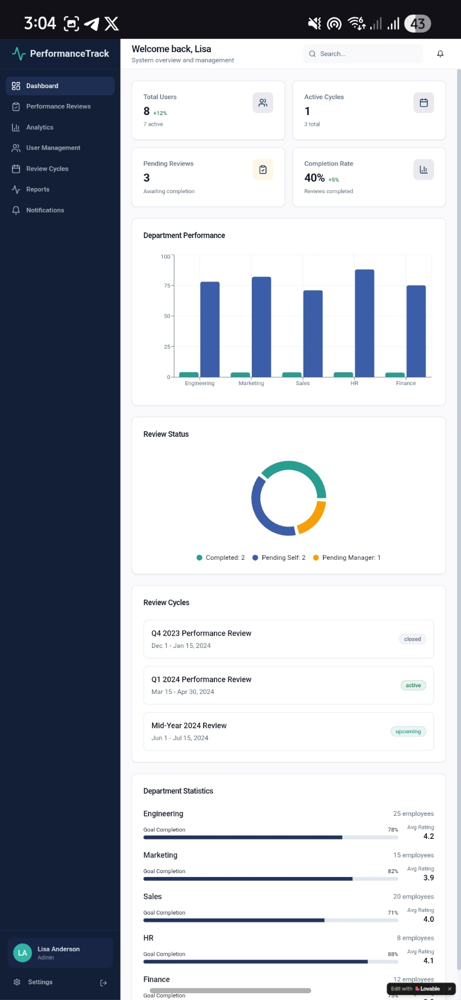 3:04
43
PerformanceTrack
Dashboard
Performance Reviews
Analytics
User Management
Review Cycles
Reports
Notifications
LA
Lisa Anderson
Admin
Settings
Welcome back, Lisa
System overview and management
Search...
Total Users
8 +12%
7 active
Active Cycles
1
3 total
Pending Reviews
3
Awaiting completion
Completion Rate
40% +5%
Reviews completed
Department Performance
100
75
50
25
0
Engineering Marketing Sales HR Finance
Review Status
Completed: 2 Pending Self: 2 Pending Manager: 1
Review Cycles
Q4 2023 Performance Review
Dec 1 - Jan 15, 2024
closed
Q1 2024 Performance Review
Mar 15 - Apr 30, 2024
active
Mid-Year 2024 Review
Jun 1 - Jul 15, 2024
upcoming
Department Statistics
Engineering 25 employees
Goal Completion 78% Avg Rating
4.2
Marketing 15 employees
Goal Completion 82% Avg Rating
3.9
Sales 20 employees
Goal Completion 71% Avg Rating
4.0
HR 8 employees
Goal Completion 88% Avg Rating
4.1
Finance 12 employees
Goal Completion 75%
Edit with Lovable